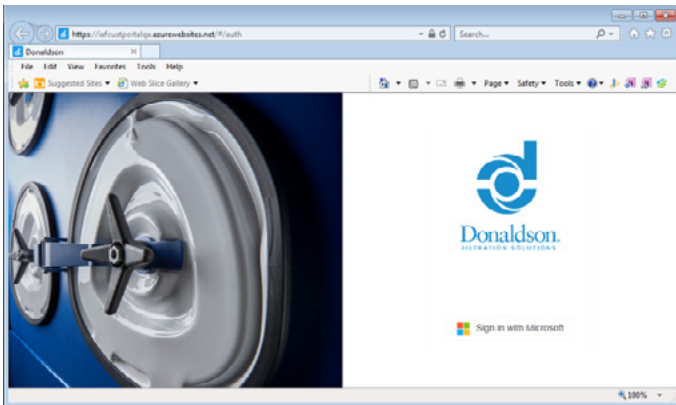 https://iafcustportalqa.azurewebsites.net/#/auth
Search...
Donaldson
File Edit View Favorites Tools Help
Suggested Sites Web Slice Gallery
Page Safety Tools
Donaldson.
FILTRATION SOLUTIONS
Sign in with Microsoft
100%